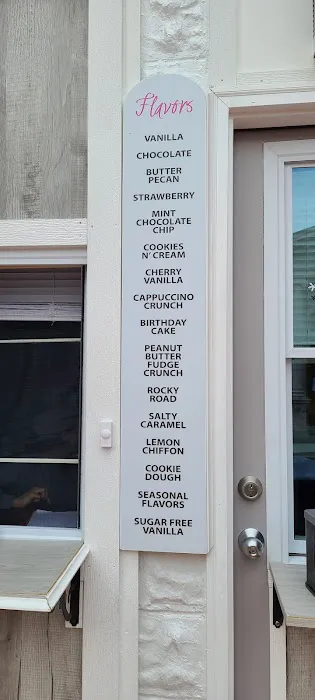 Flavors
VANILLA
CHOCOLATE
BUTTER
PECAN
STRAWBERRY
MINT
CHOCOLATE
CHIP
COOKIES
N' CREAM
CHERRY
VANILLA
CAPPUCCINO
CRUNCH
BIRTHDAY
CAKE
PEANUT
BUTTER
FUDGE
CRUNCH
ROCKY
ROAD
SALTY
CARAMEL
LEMON
CHIFFON
COOKIE
DOUGH
SEASONAL
FLAVORS
SUGAR FREE
VANILLA